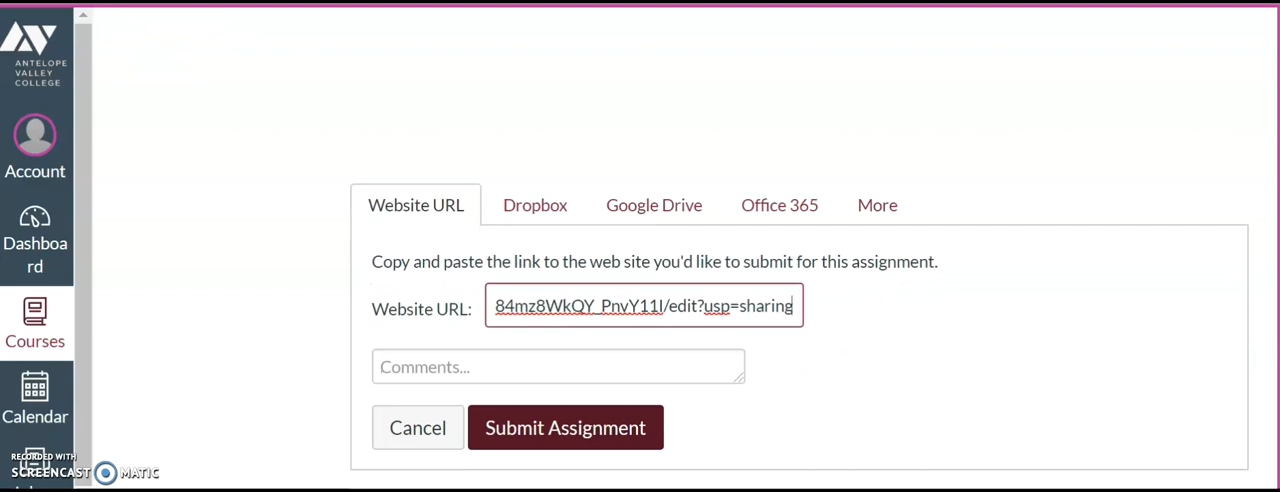 ANTELOPE
VALLEY
COLLEGE
Account
Dashboa
rd
Courses
Calendar
RECORDED WITH
SCREENCAST MATIC
Website URL Dropbox Google Drive Office 365 More
Copy and paste the link to the web site you'd like to submit for this assignment.
Website URL: 84mz8WkQY_PnvY11I/edit?usp=sharing
Comments...
Cancel Submit Assignment